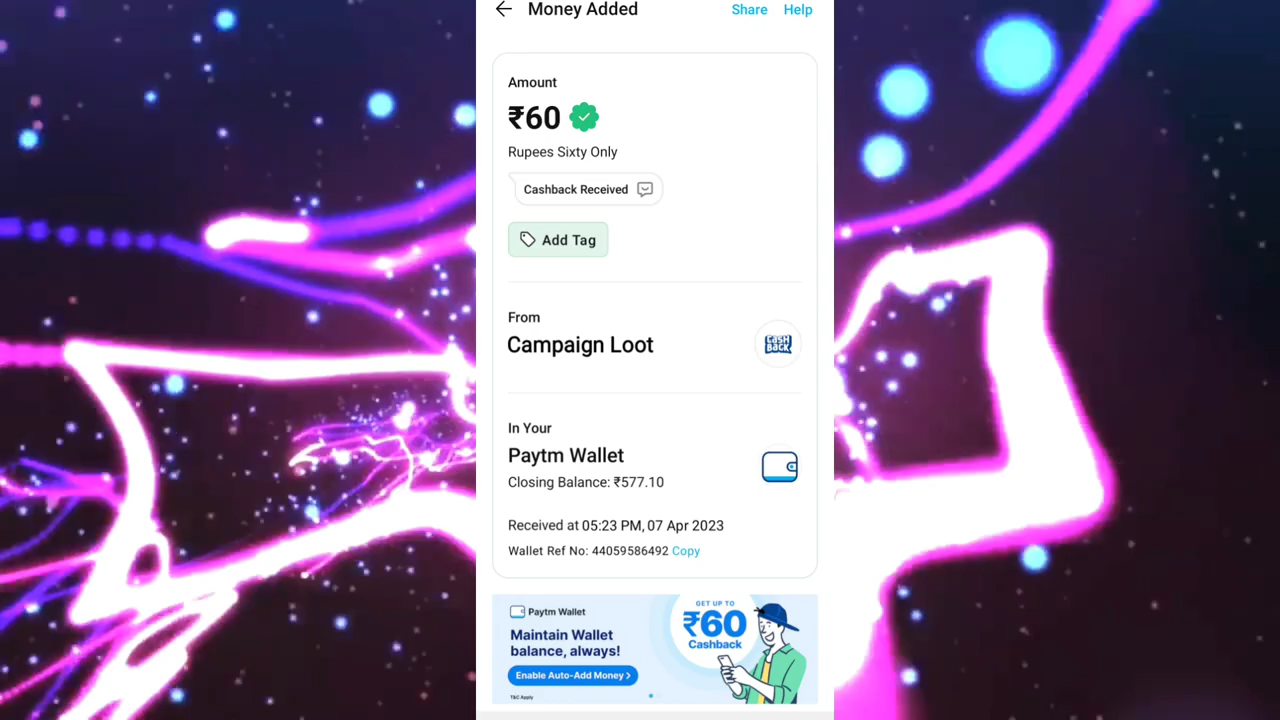 Money Added
Share
Help
Amount
₹60
Rupees Sixty Only
Cashback Received
Add Tag
From
Campaign Loot
CASH
BACK
In Your
Paytm Wallet
Closing Balance: ₹577.10
Received at 05:23 PM, 07 Apr 2023
Wallet Ref No: 44059586492 Copy
Paytm Wallet
Maintain Wallet
balance, always!
Enable Auto-Add Money >
T&C Apply
GET UP TO
₹60
Cashback